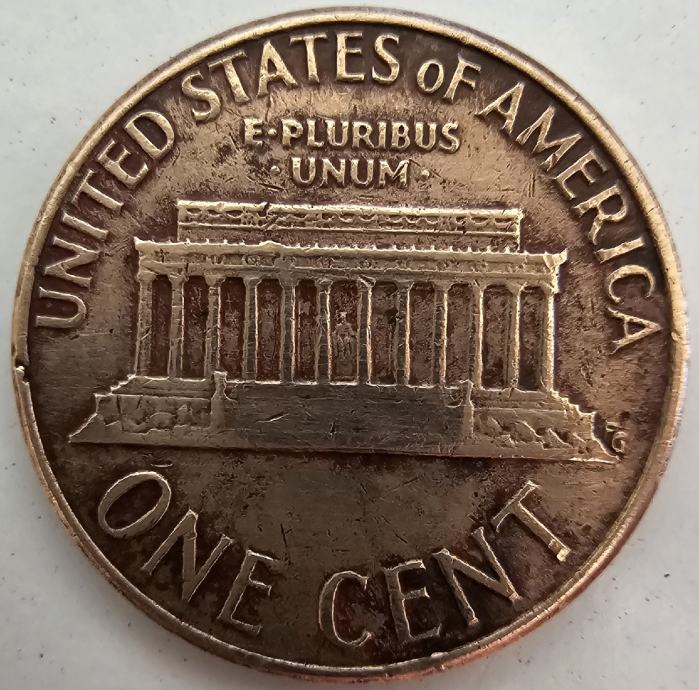 UNITED STATES OF AMERICA
E·PLURIBUS
·UNUM·
FG
ONE CENT